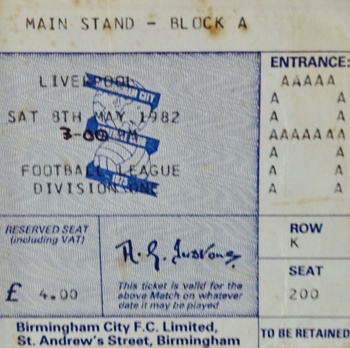 MAIN STAND - BLOCK A
ENTRANCE:
AAAAA
A A
A A
AAAAAAA
A A
A A
LIVERPOOL
SAT 8TH MAY 1982
3-00 PM
FOOTBALL LEAGUE
DIVISION ONE
RESERVED SEAT
(including VAT)
£ 4.00
This ticket is valid for the
above Match on whatever
date it may be played
ROW
K
SEAT
200
Birmingham City F.C. Limited,
St. Andrew's Street, Birmingham
TO BE RETAINED